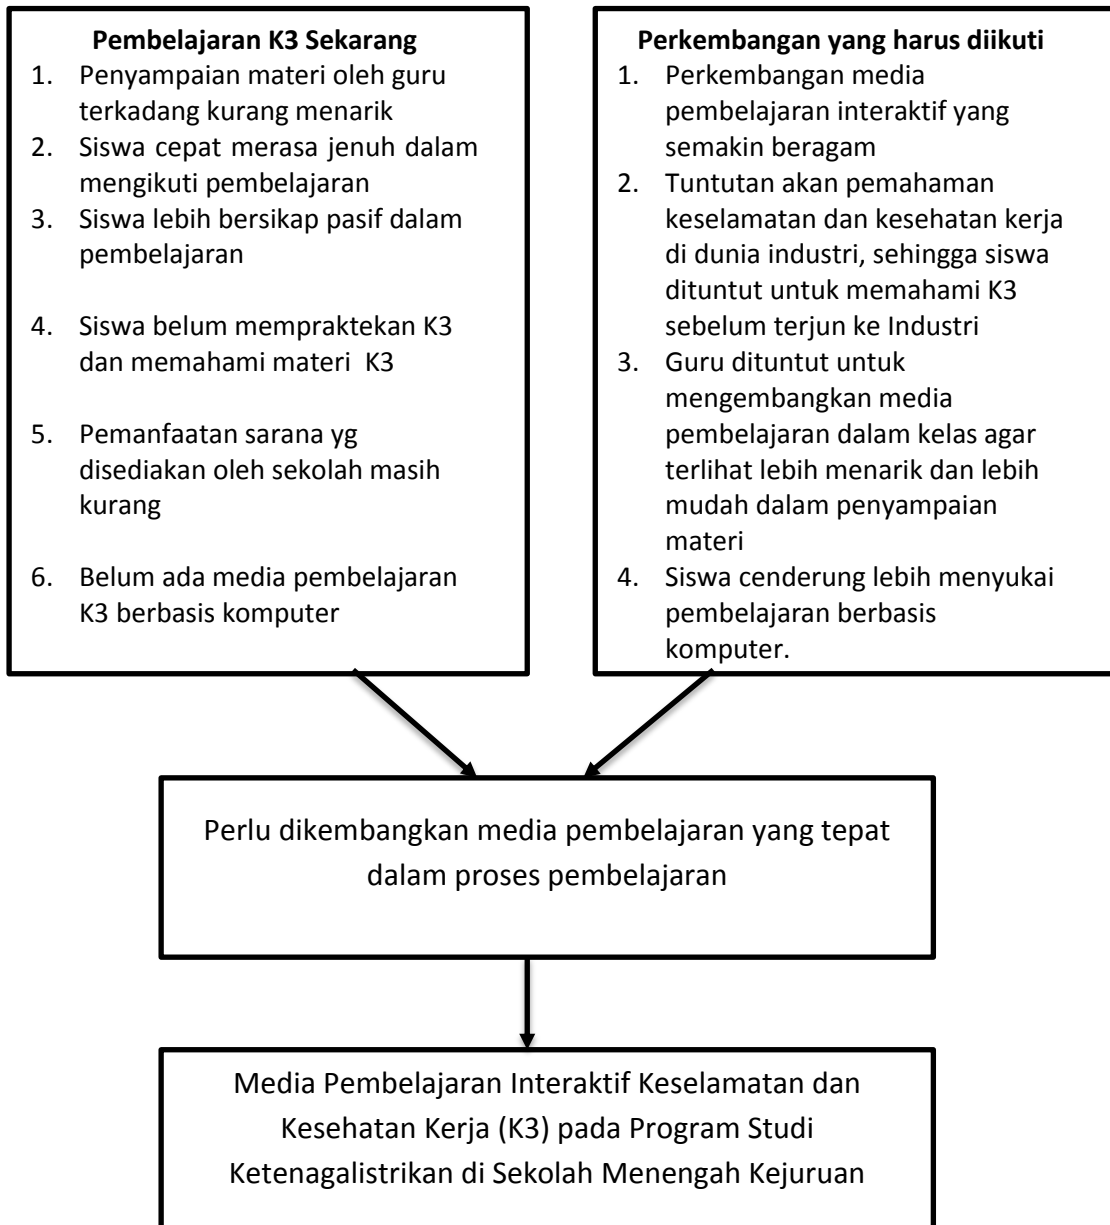 Pembelajaran K3 Sekarang
1. Penyampaian materi oleh guru
terkadang kurang menarik
2. Siswa cepat merasa jenuh dalam
mengikuti pembelajaran
3. Siswa lebih bersikap pasif dalam
pembelajaran
4. Siswa belum mempraktekan K3
dan memahami materi K3
5. Pemanfaatan sarana yg
disediakan oleh sekolah masih
kurang
6. Belum ada media pembelajaran
K3 berbasis komputer
Perkembangan yang harus diikuti
1. Perkembangan media
pembelajaran interaktif yang
semakin beragam
2. Tuntutan akan pemahaman
keselamatan dan kesehatan kerja
di dunia industri, sehingga siswa
dituntut untuk memahami K3
sebelum terjun ke Industri
3. Guru dituntut untuk
mengembangkan media
pembelajaran dalam kelas agar
terlihat lebih menarik dan lebih
mudah dalam penyampaian
materi
4. Siswa cenderung lebih menyukai
pembelajaran berbasis
komputer.
Perlu dikembangkan media pembelajaran yang tepat
dalam proses pembelajaran
Media Pembelajaran Interaktif Keselamatan dan
Kesehatan Kerja (K3) pada Program Studi
Ketenagalistrikan di Sekolah Menengah Kejuruan